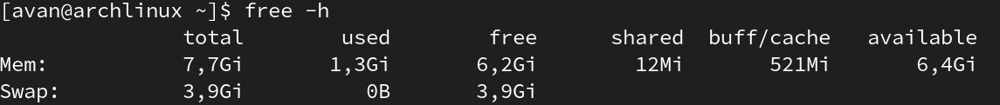 [avan@archlinux ~]$ free -h
total used free shared buff/cache available
Mem: 7,7Gi 1,3Gi 6,2Gi 12Mi 521Mi 6,4Gi
Swap: 3,9Gi 0B 3,9Gi